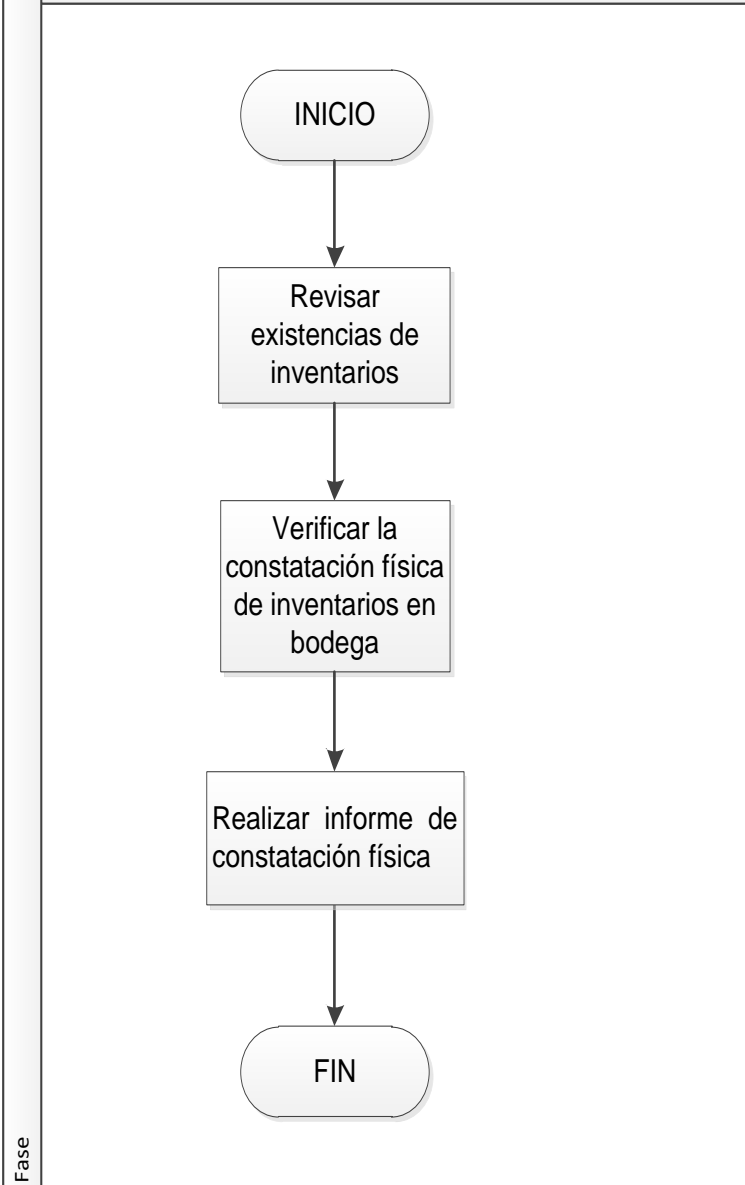 INICIO
Revisar
existencias de
inventarios
Verificar la
constatación física
de inventarios en
bodega
Realizar informe de
constatación física
FIN
Fase